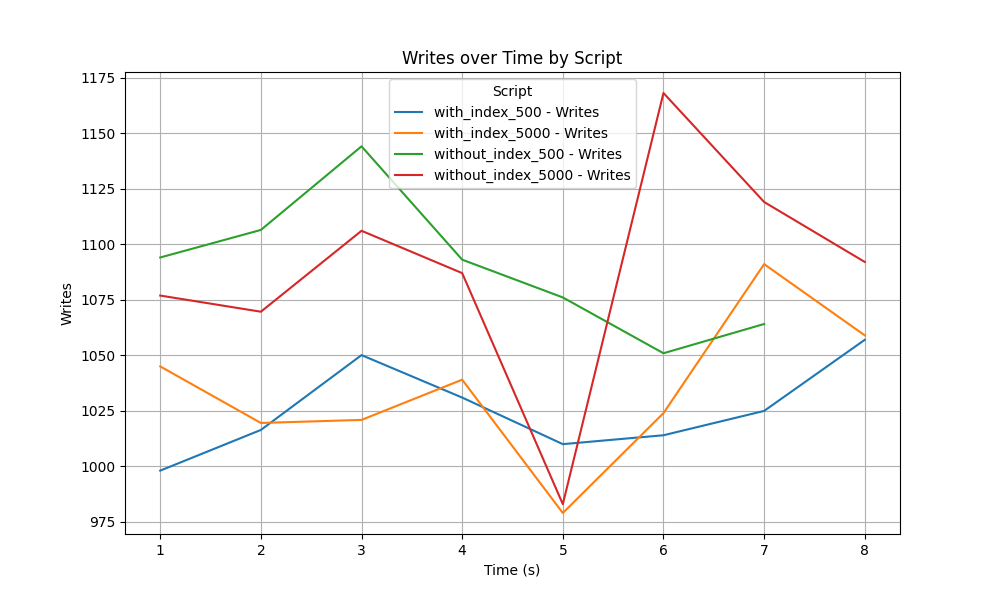 Writes over Time by Script
1175
1150
1125
1100
1075
1050
1025
1000
975
Writes
Script
with_index_500 - Writes
with_index_5000 - Writes
without_index_500 - Writes
without_index_5000 - Writes
1 2 3 4 5 6 7 8
Time (s)